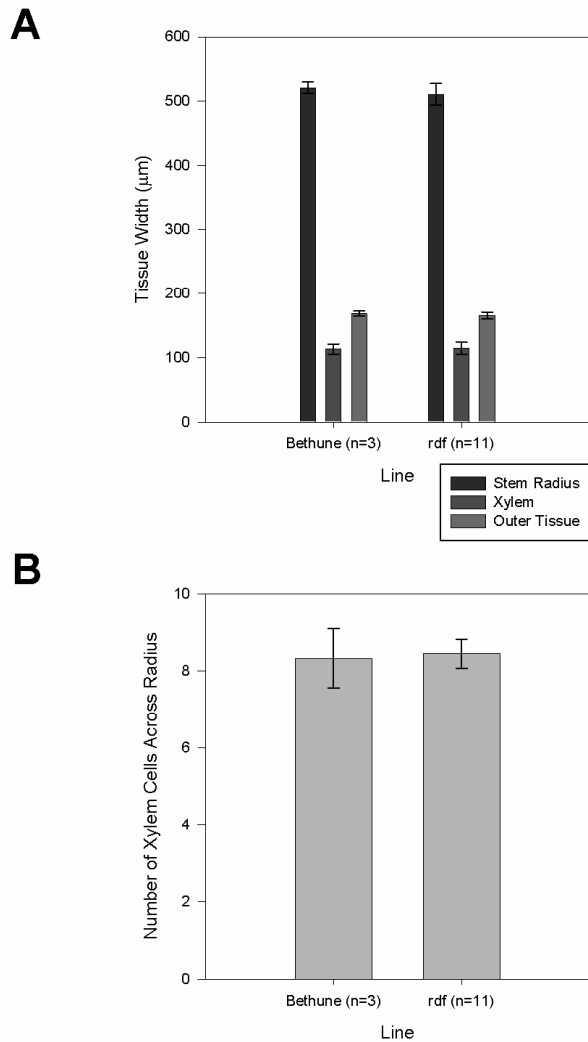 A
600
500
400
300
200
100
0
Tissue Width (μm)
Bethune (n=3) rdf (n=11)
Line
Stem Radius
Xylem
Outer Tissue
B
10
8
6
4
2
0
Number of Xylem Cells Across Radius
Bethune (n=3) rdf (n=11)
Line